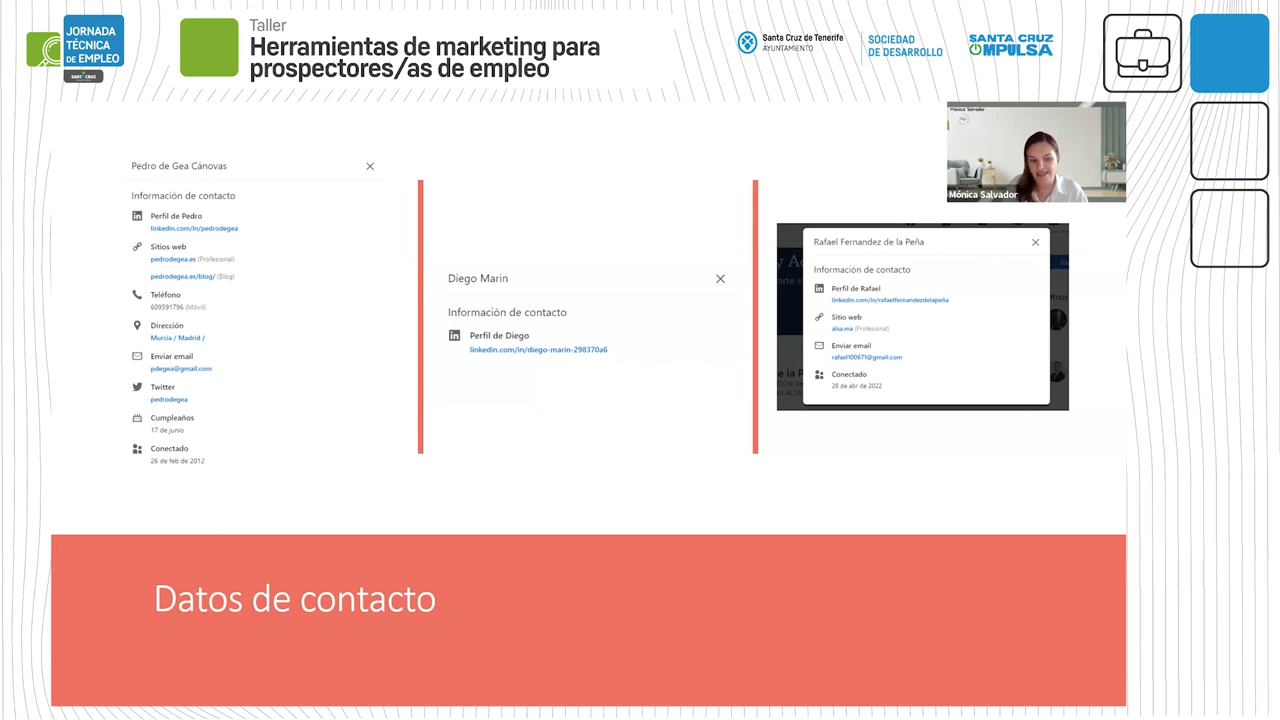 JORNADA
TÉCNICA
DE EMPLEO
SANTA CRUZ
Taller
Herramientas de marketing para
prospectores/as de empleo
Santa Cruz de Tenerife
AYUNTAMIENTO
SOCIEDAD
DE DESARROLLO
SANTA CRUZ
MPULSA
Mónica Salvador
Mónica Salvador
Pedro de Gea Cánovas
Información de contacto
Perfil de Pedro
linkedin.com/in/pedrodegea
Sitios web
pedrodegea.es (Profesional)
pedrodegea.es/blog/ (Blog)
Teléfono
609591796 (Móvil)
Dirección
Murcia / Madrid /
Enviar email
pdegea@gmail.com
Twitter
pedrodegea
Cumpleaños
17 de junio
Conectado
26 de feb de 2012
Diego Marin
Información de contacto
Perfil de Diego
linkedin.com/in/diego-marin-298370a6
Rafael Fernandez de la Peña
Información de contacto
Perfil de Rafael
linkedin.com/in/rafaelfernandezdelapeña
Sitio web
alsa.ma (Profesional)
Enviar email
rafael100671@gmail.com
Conectado
28 de abr de 2022
Datos de contacto